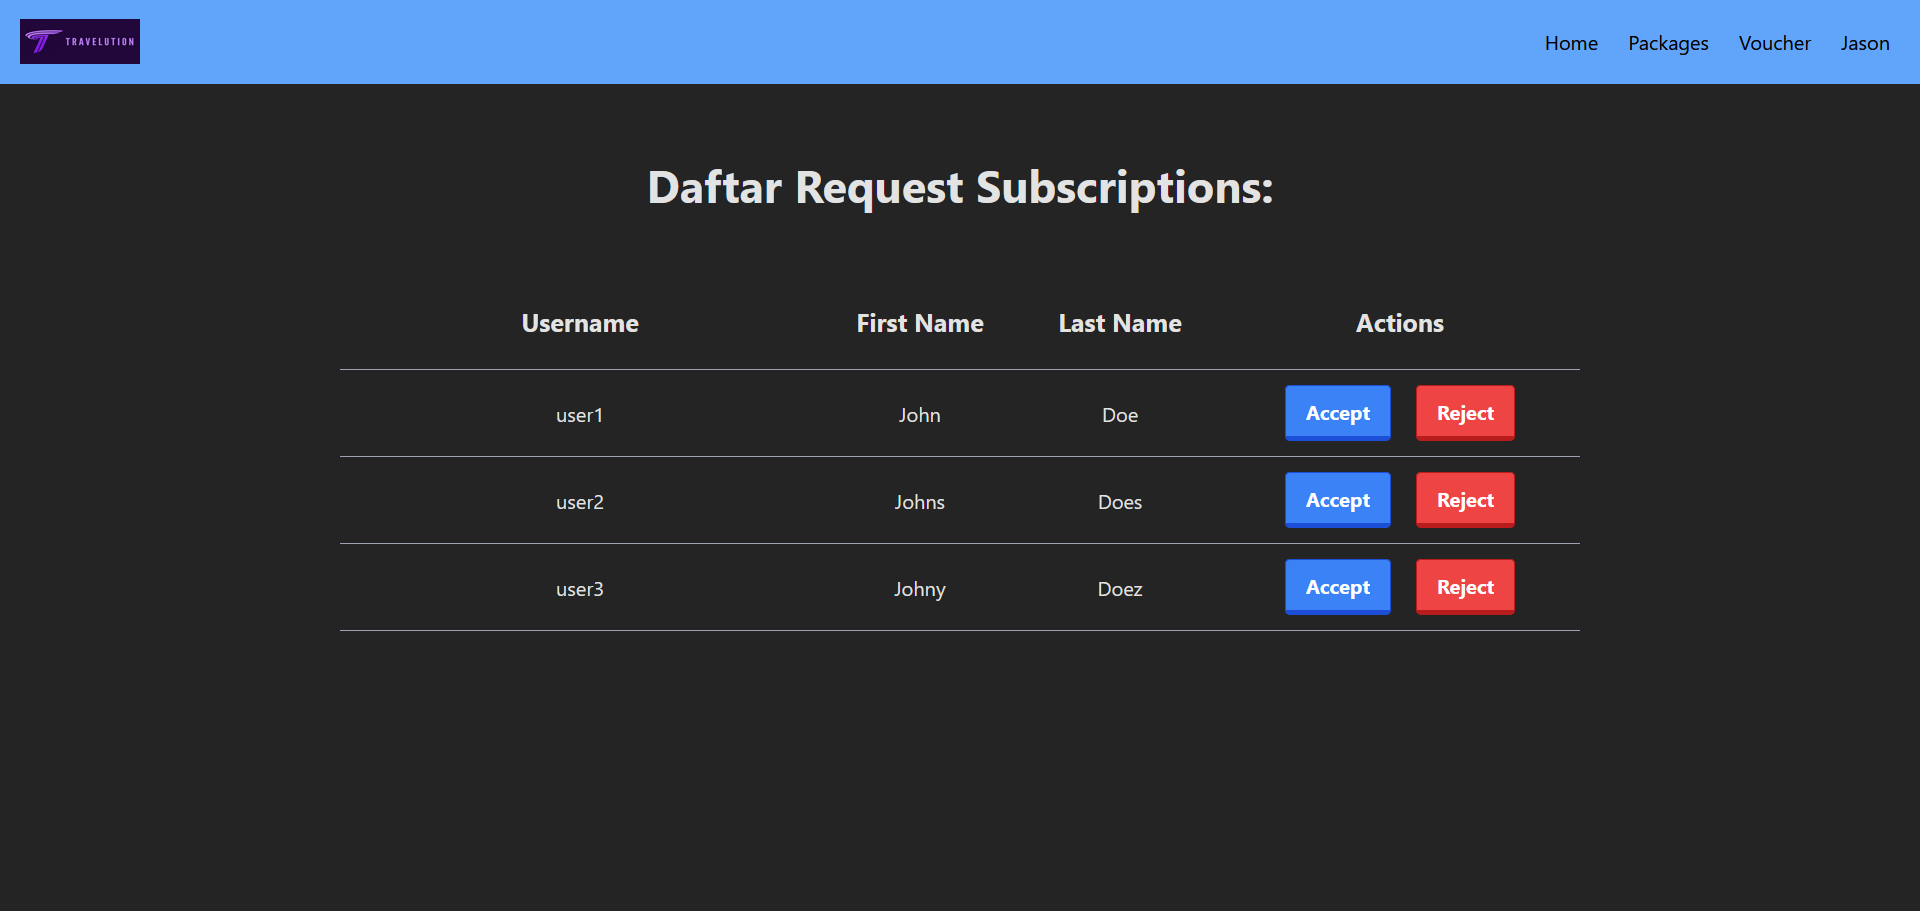 TRAVELUTION
Home Packages Voucher Jason
Daftar Request Subscriptions:
Username First Name Last Name Actions
user1 John Doe Accept Reject
user2 Johns Does Accept Reject
user3 Johny Doez Accept Reject